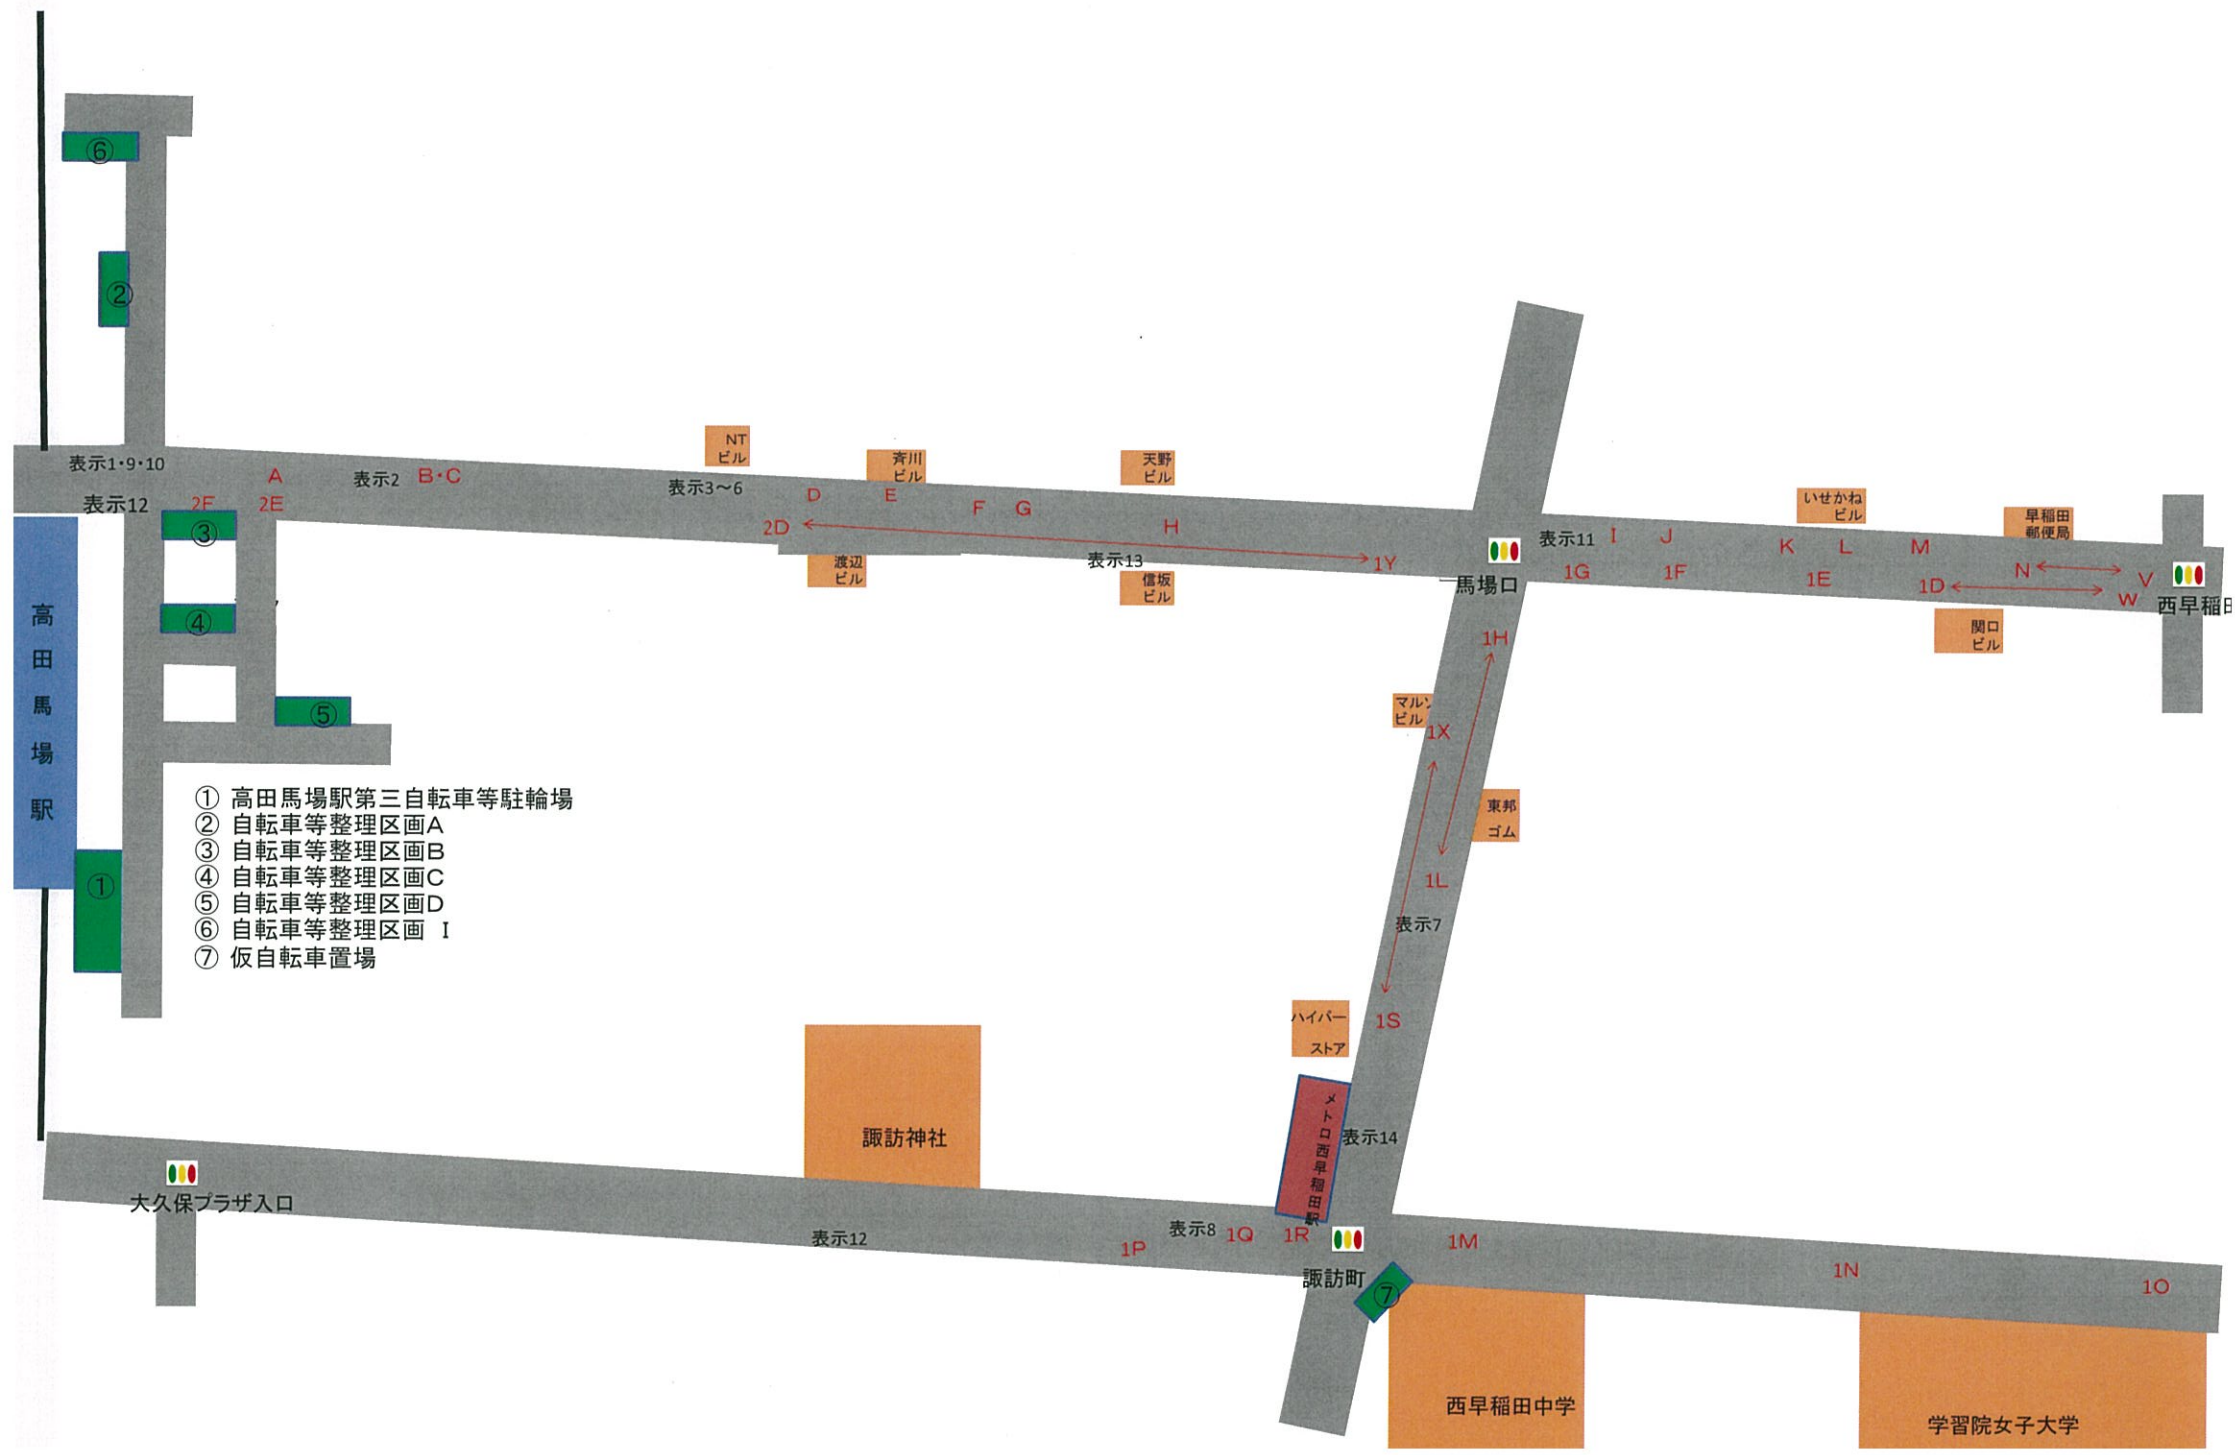 ⑥
②
NT
ビル
斉川
ビル
天野
ビル
いせかね
ビル
早稲田
郵便局
表示1・9・10
A
表示2
B・C
表示3～6
D
E
F
G
H
表示12
2F
2E
2D
1Y
表示13
③
渡辺
ビル
信坂
ビル
馬場口
表示11
I
J
K
L
M
1G
1F
1E
1D
N
V
W
西早稲田
関口
ビル
高田馬場駅
④
⑤
1H
マルソ
ビル
1X
東邦
ゴム
1L
表示7
①
① 高田馬場駅第三自転車等駐輪場
② 自転車等整理区画A
③ 自転車等整理区画B
④ 自転車等整理区画C
⑤ 自転車等整理区画D
⑥ 自転車等整理区画 I
⑦ 仮自転車置場
ハイバー
ストア
1S
メトロ西早稲田駅
表示14
諏訪神社
大久保プラザ入口
表示12
1P
表示8
1Q
1R
諏訪町
⑦
1M
1N
1O
西早稲田中学
学習院女子大学